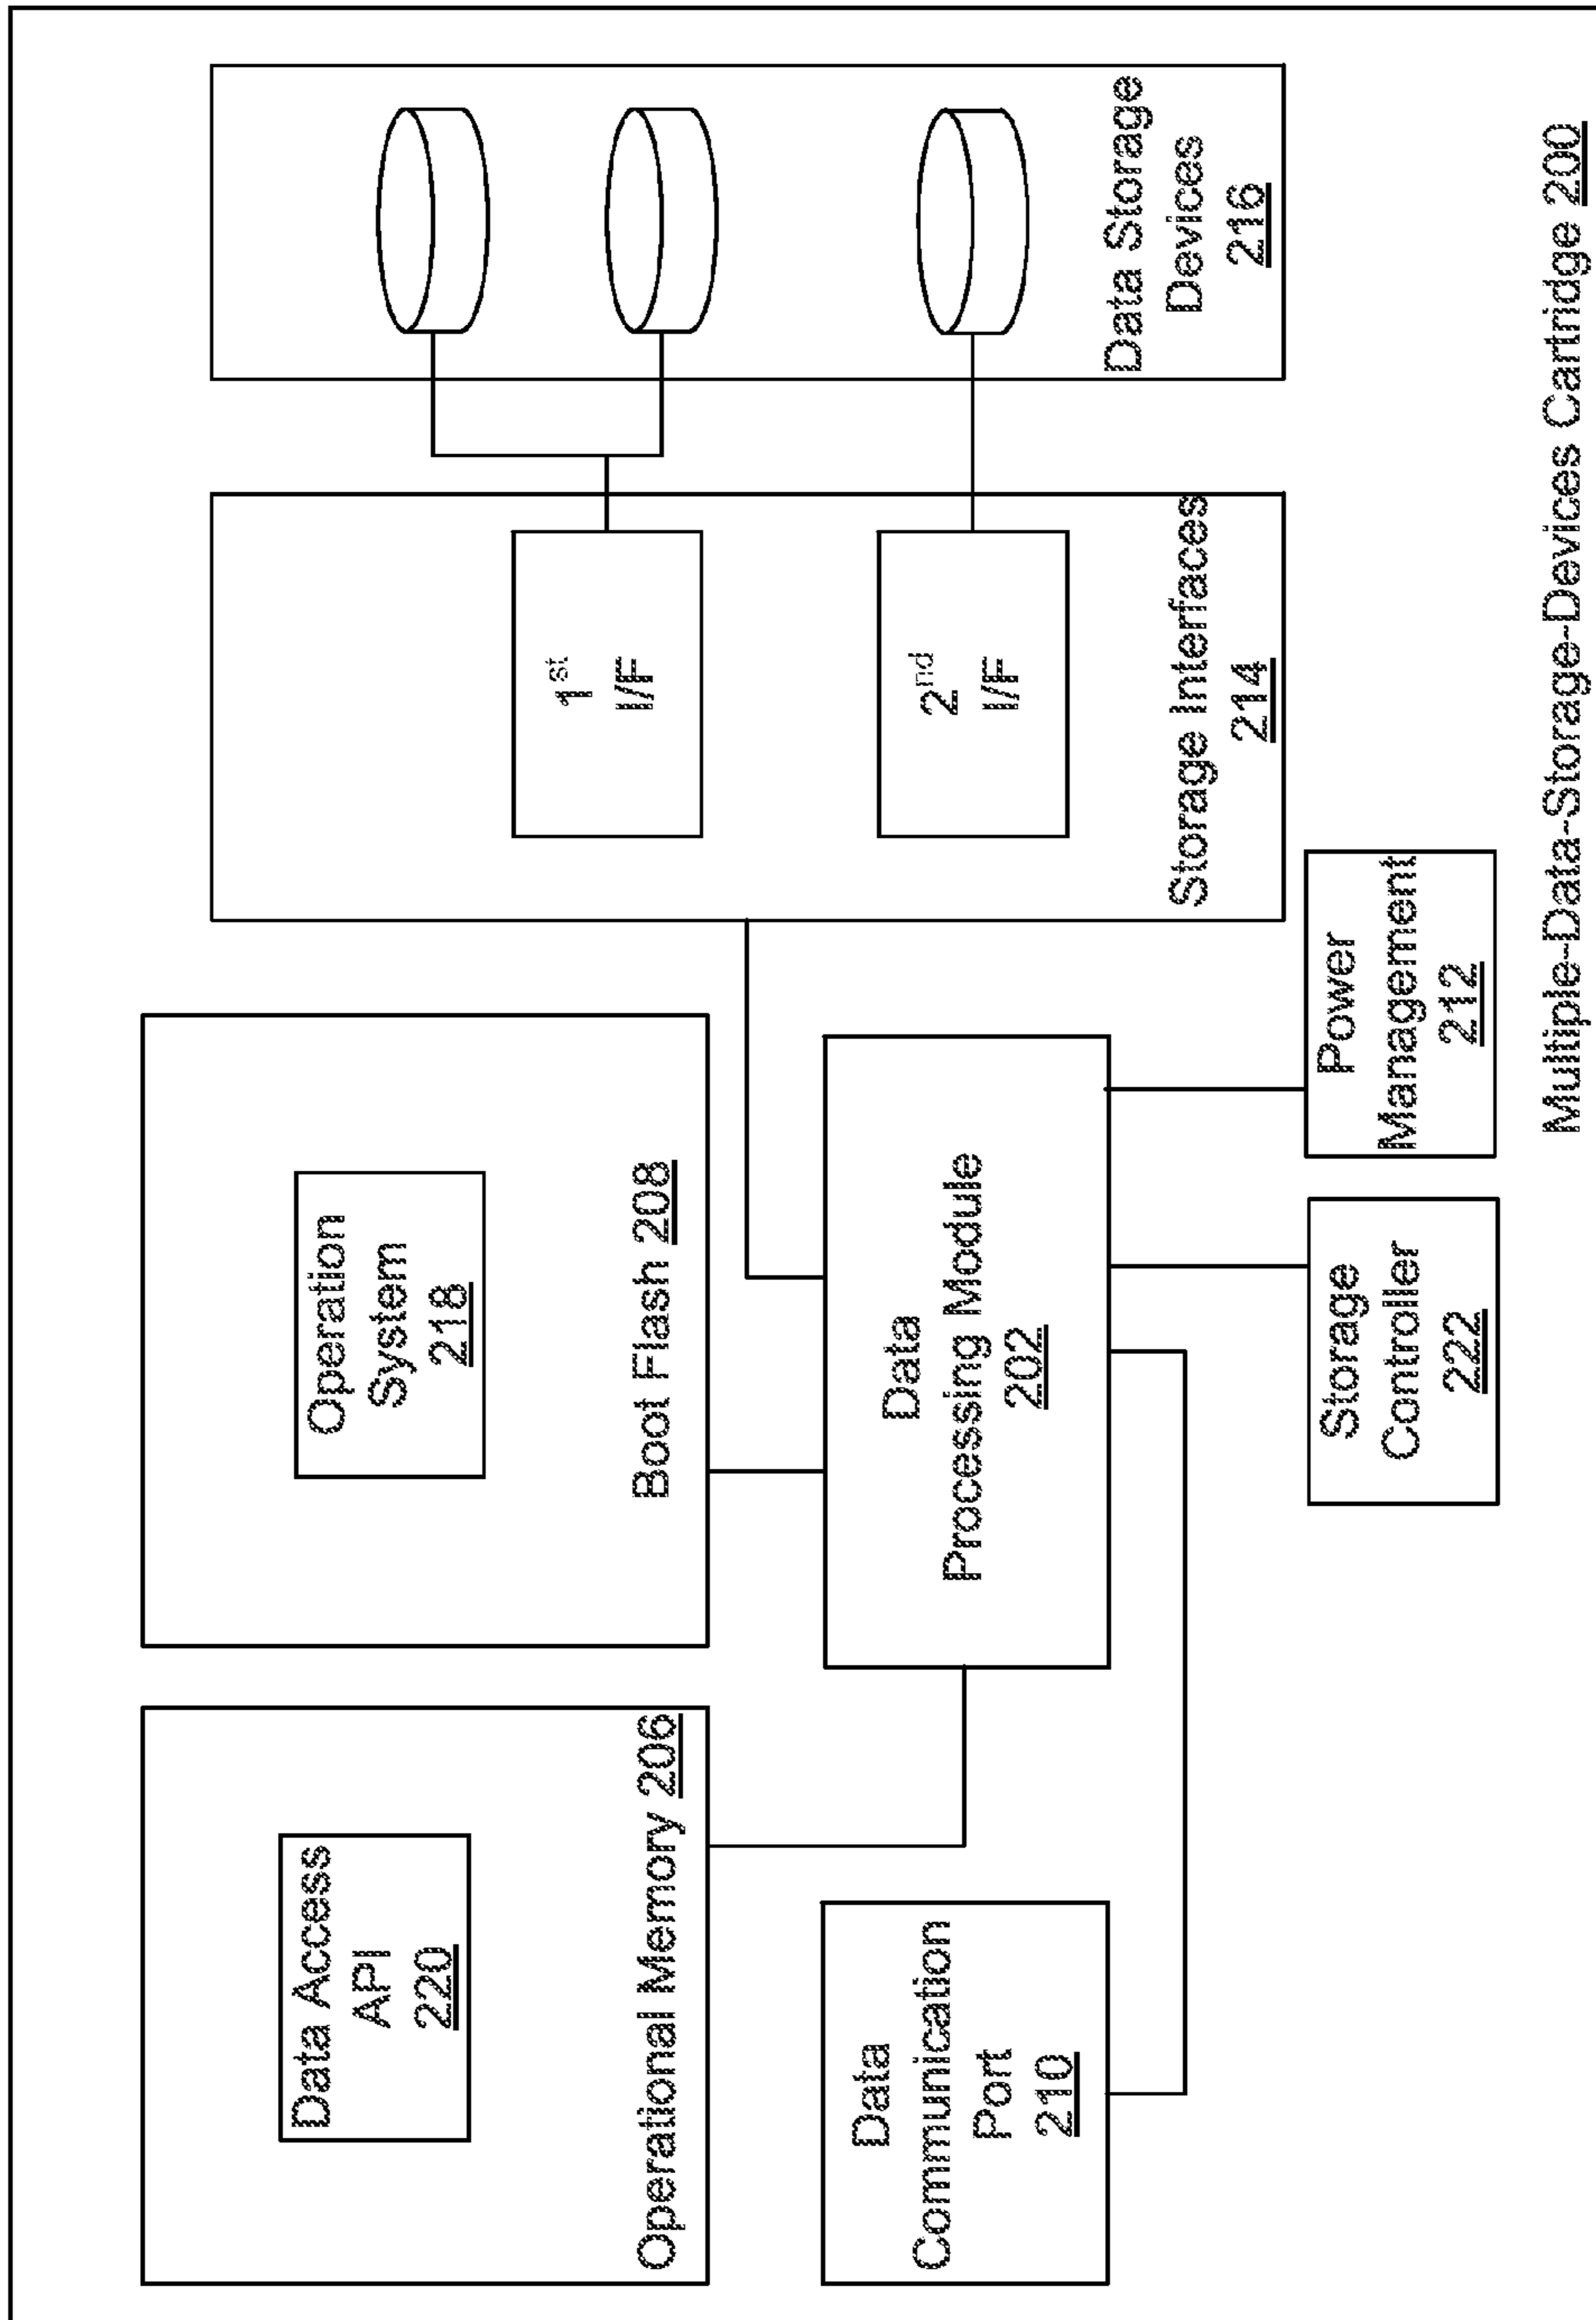 Data Access
API
220
Operational Memory 206
Operation
System
218
Boot Flash 208
1st
I/F
2nd
I/F
Storage Interfaces
214
Data Storage
Devices
216
Data
Communication
Port
210
Data
Processing Module
202
Storage
Controller
222
Power
Management
212
Multiple-Data-Storage-Devices Cartridge 200